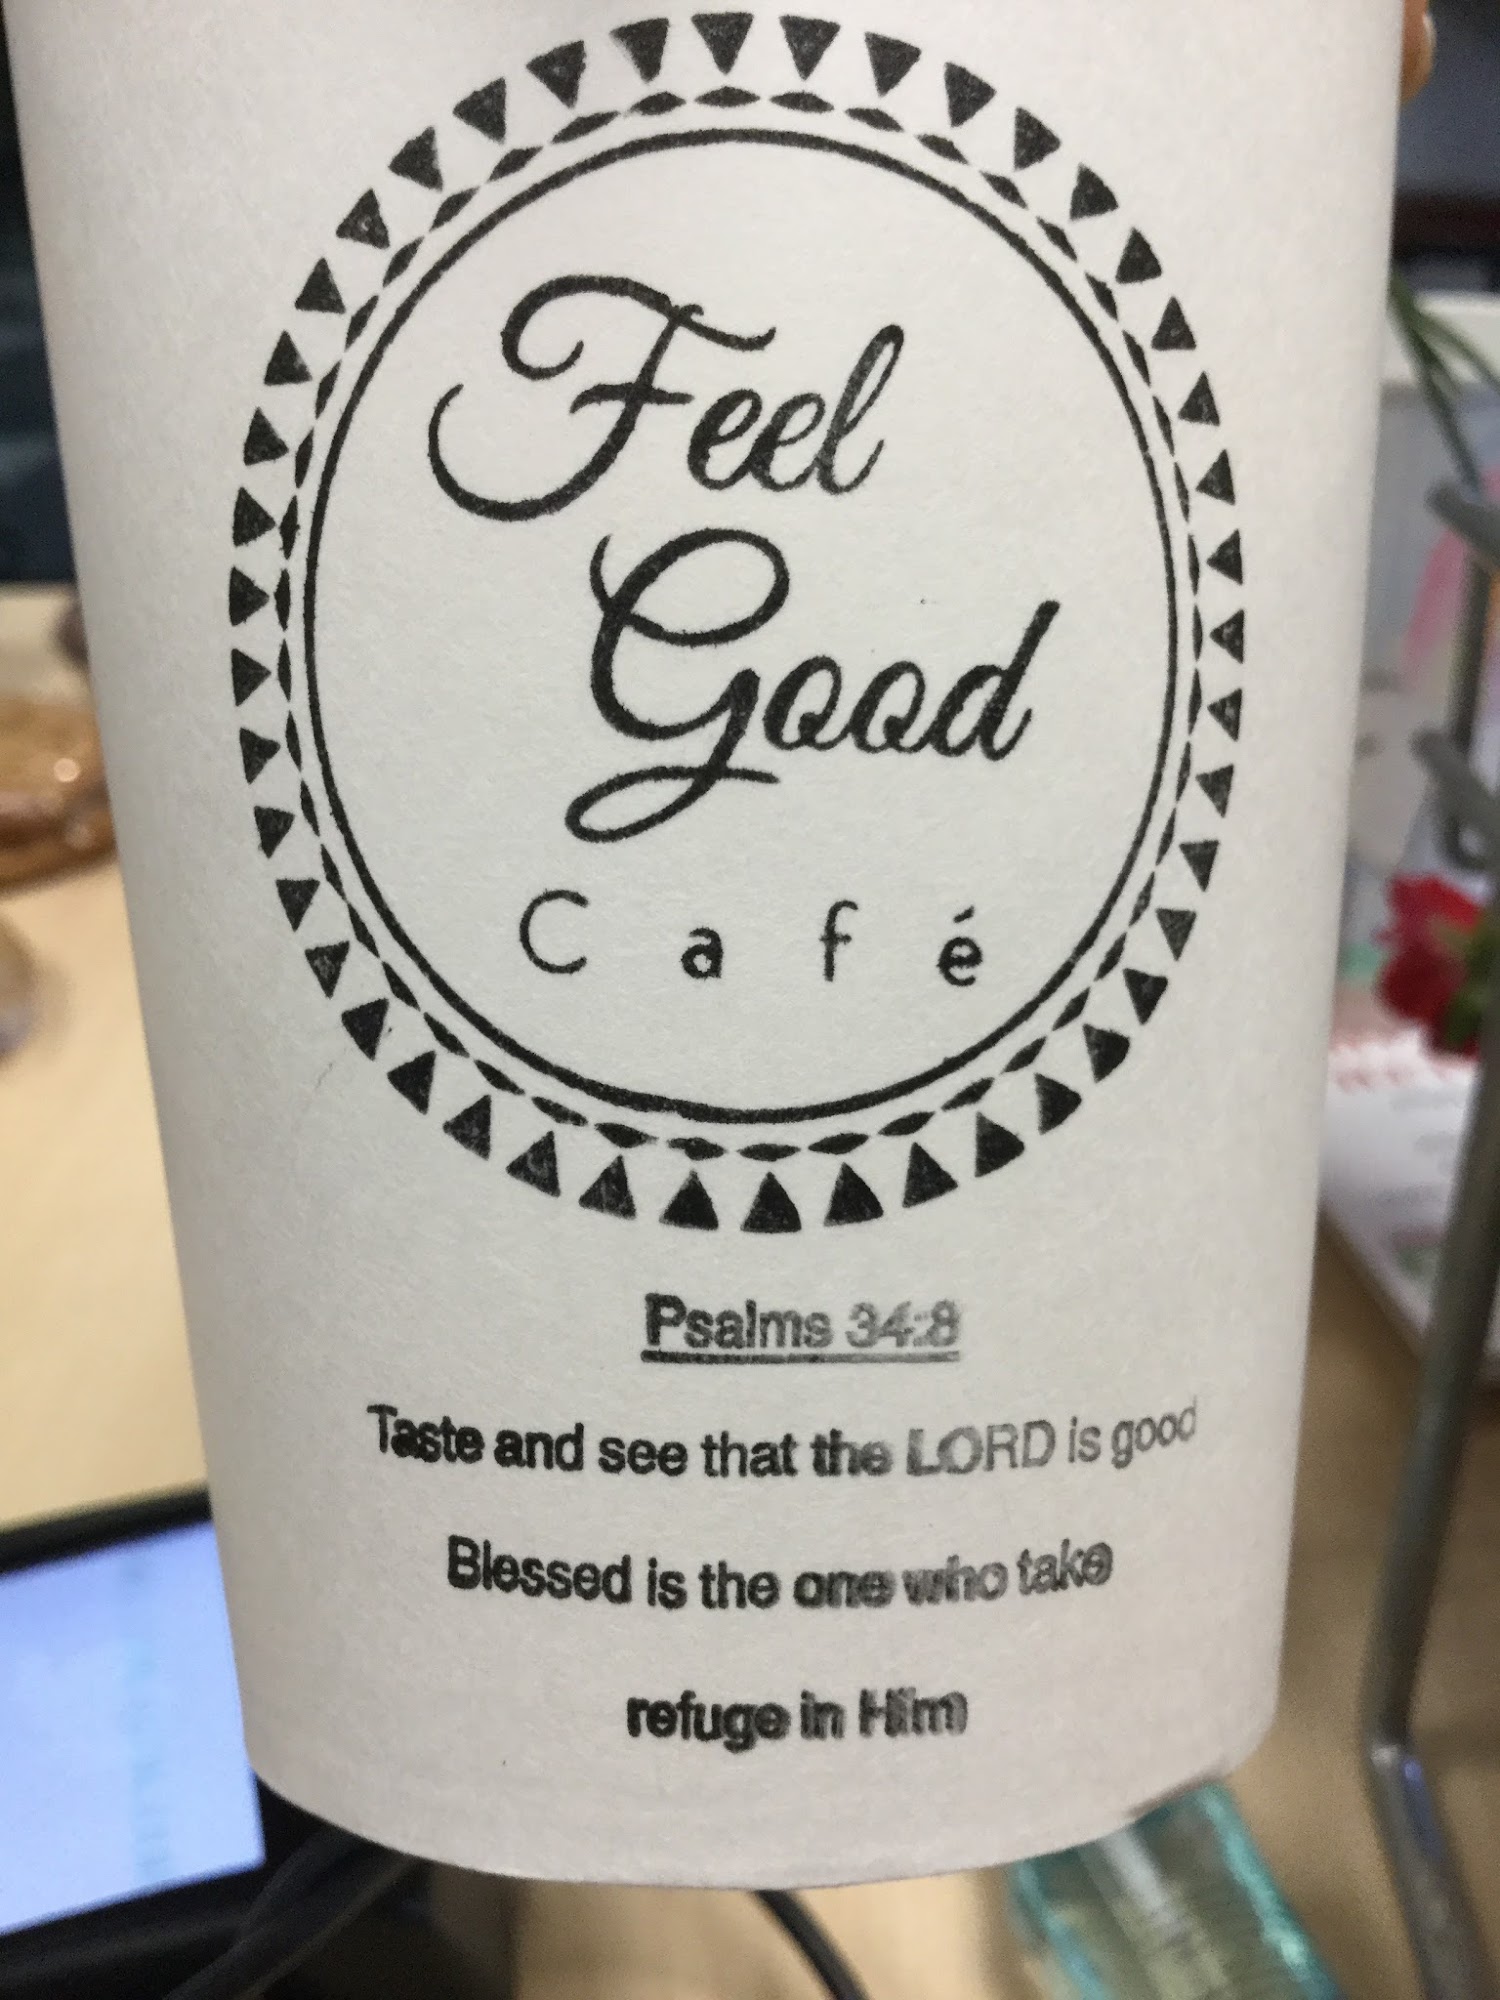 Feel
Good
Café
Psalms 34:8
Taste and see that the LORD is good
Blessed is the one who take
refuge in Him